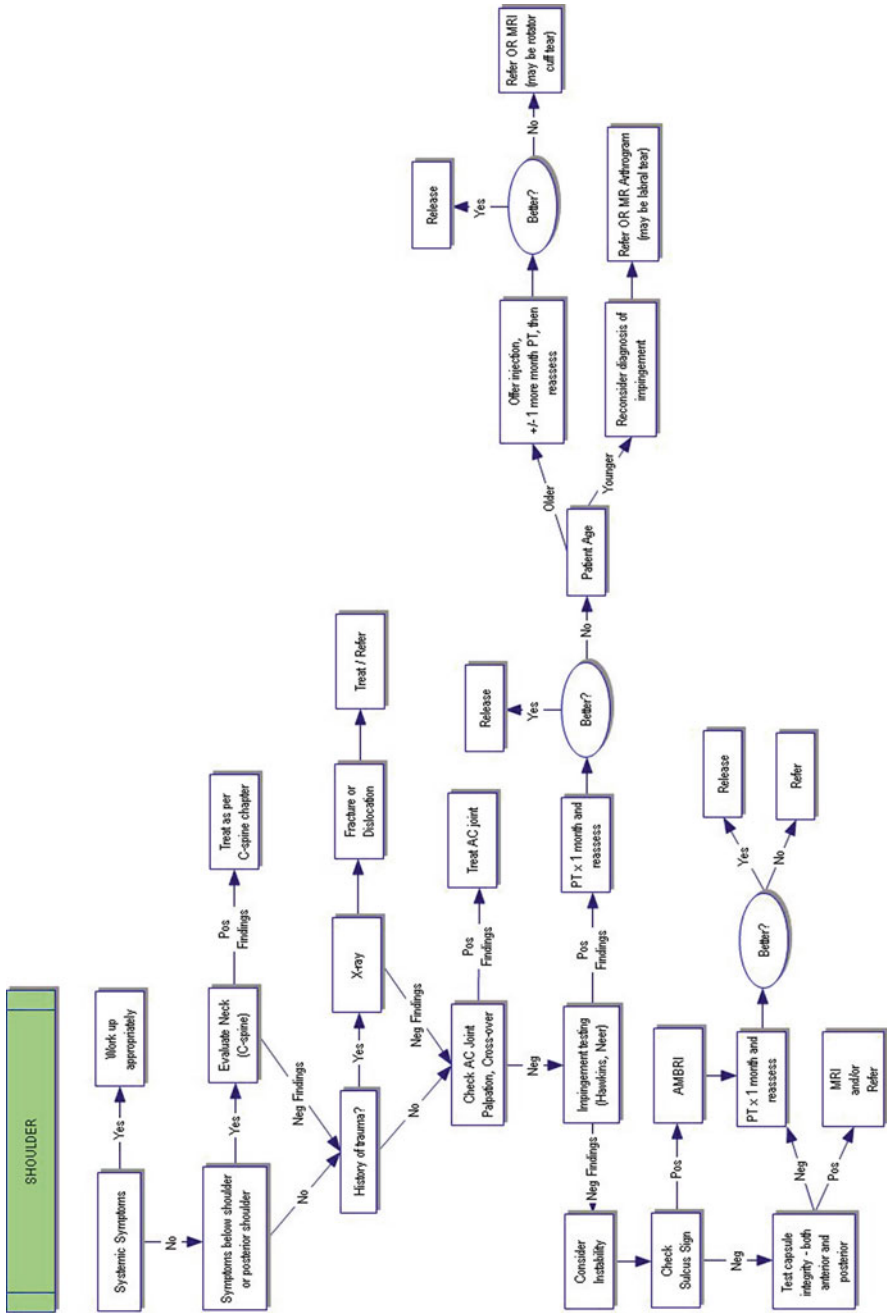 SHOULDER
Systemic Symptoms
Yes
Work up
appropriately
No
Symptoms below shoulder
or posterior shoulder
Yes
Evaluate Neck
(C-spine)
Pos
Findings
Treat as per
C-spine chapter
Neg Findings
No
History of trauma?
Yes
X-ray
Fracture or
Dislocation
Treat / Refer
Neg Findings
No
Check AC Joint
Palpation, Cross-over
Pos
Findings
Treat AC joint
Neg
Impingement testing
(Hawkins, Neer)
Pos
Findings
PT x 1 month and
reassess
Better?
Yes
Release
No
Patient Age
Older
Offer injection,
+/- 1 more month PT, then
reassess
Better?
Yes
Release
No
Refer OR MRI
(may be rotator
cuff tear)
Younger
Reconsider diagnosis of
impingement
Refer OR MR Arthrogram
(may be labral tear)
Neg Findings
Consider
Instability
Check
Sulcus Sign
Pos
AMBRI
PT x 1 month and
reassess
Better?
Yes
Release
No
Refer
Neg
Test capsule
integrity - both
anterior and
posterior
Neg
Pos
MRI
and/or
Refer